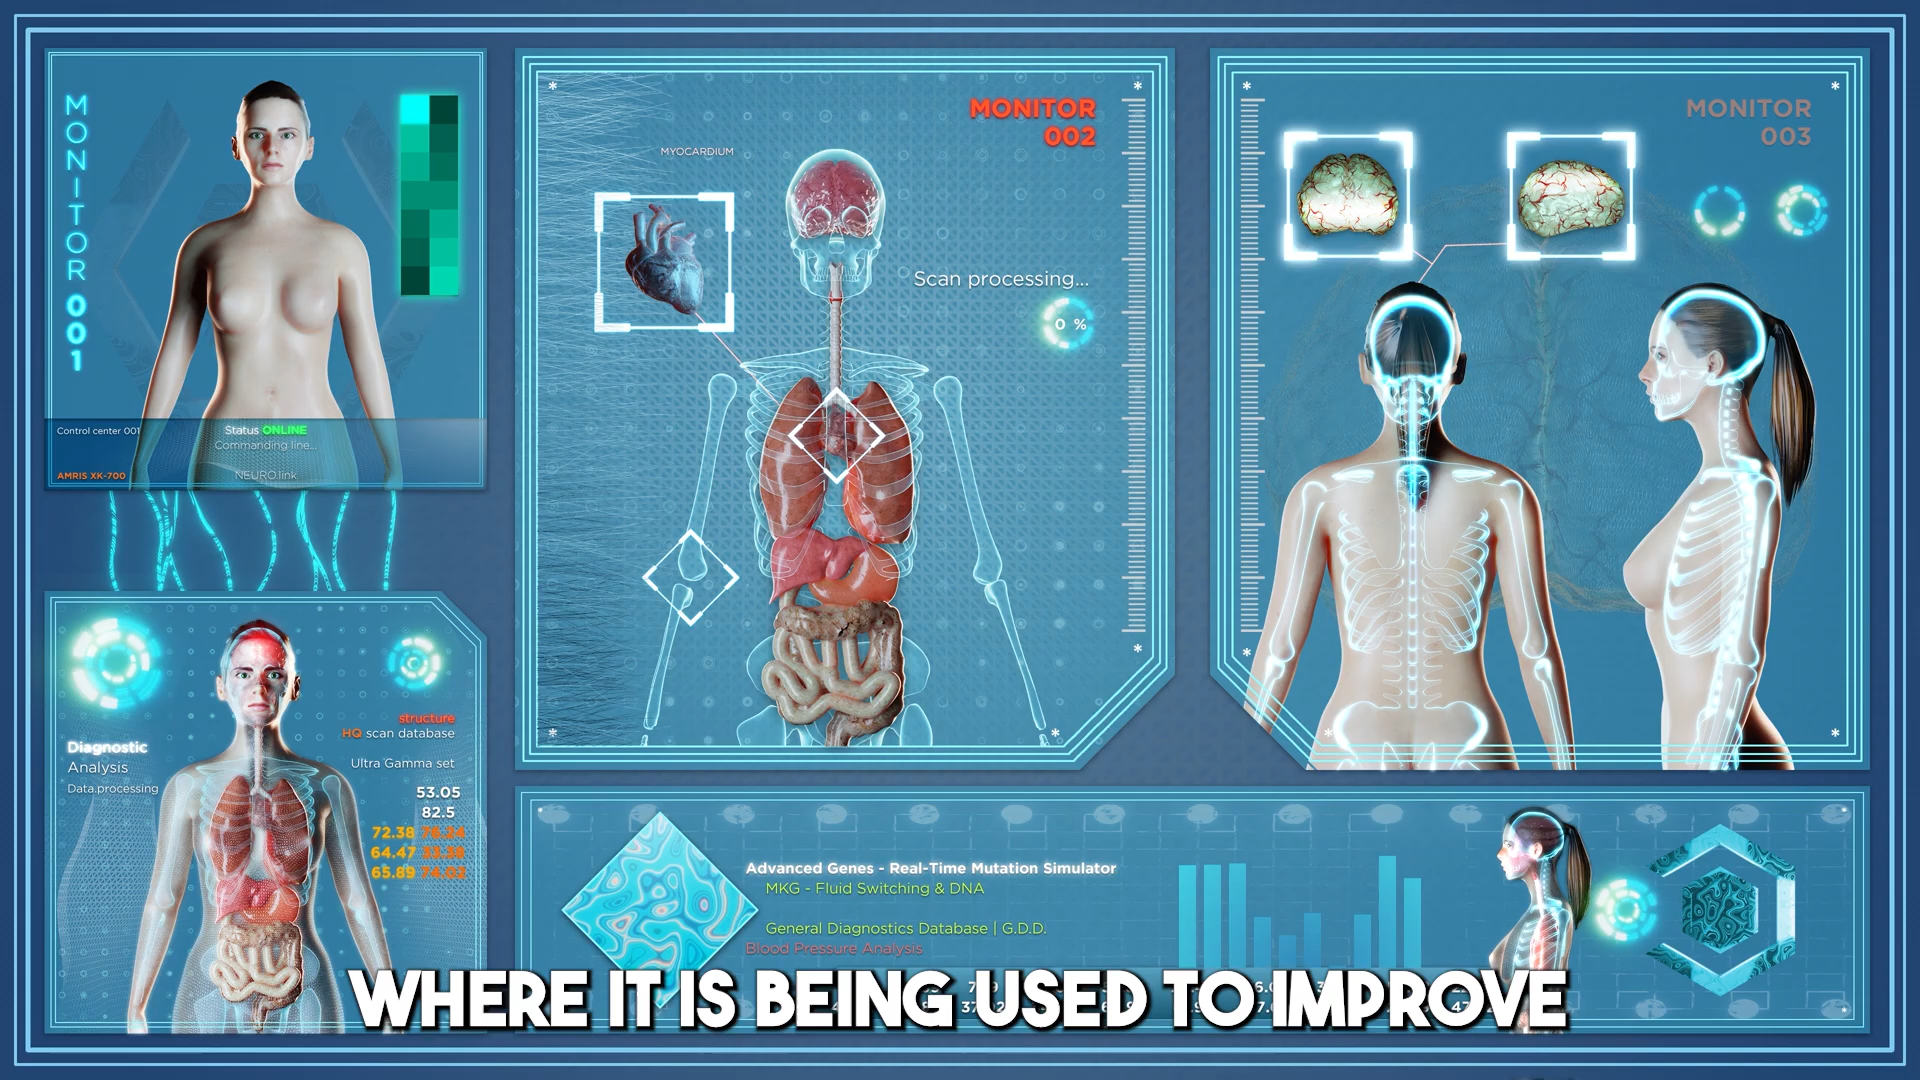 MONITOR 001
Control center 001
Status ONLINE
Commanding line...
AMRIS XK-700
NEURO.link
MYOCARDIUM
MONITOR
002
Scan processing...
0 %
MONITOR
003
structure
HQ scan database
Diagnostic
Analysis
Data.processing
Ultra Gamma set
53.05
82.5
72.38
64.47
65.89
Advanced Genes - Real-Time Mutation Simulator
MKG - Fluid Switching & DNA
General Diagnostics Database | G.D.D.
Blood Pressure Analysis
WHERE IT IS BEING USED TO IMPROVE